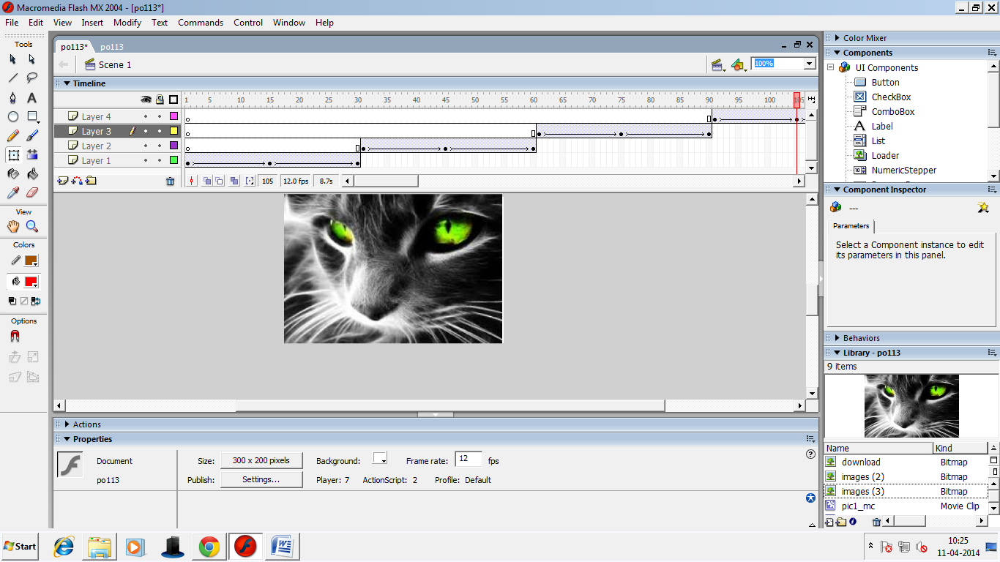 Macromedia Flash MX 2004 - [po113*]
File Edit View Insert Modify Text Commands Control Window Help
Tools
View
Colors
Options
po113* po113
Scene 1
100%
Timeline
1 5 10 15 20 25 30 35 40 45 50 55 60 65 70 75 80 85 90 95 100 105
Layer 4
Layer 3
Layer 2
Layer 1
105 12.0 fps 8.7s
Color Mixer
Components
UI Components
Button
CheckBox
ComboBox
Label
List
Loader
NumericStepper
Component Inspector
---
Parameters
Select a Component instance to edit
its parameters in this panel.
Behaviors
Library - po113
9 items
Name Kind
download Bitmap
images (2) Bitmap
images (3) Bitmap
pic1_mc Movie Clip
Actions
Properties
Document Size: 300 x 200 pixels Background: Frame rate: 12 fps
po113 Publish: Settings... Player: 7 ActionScript: 2 Profile: Default
Start
10:25
11-04-2014